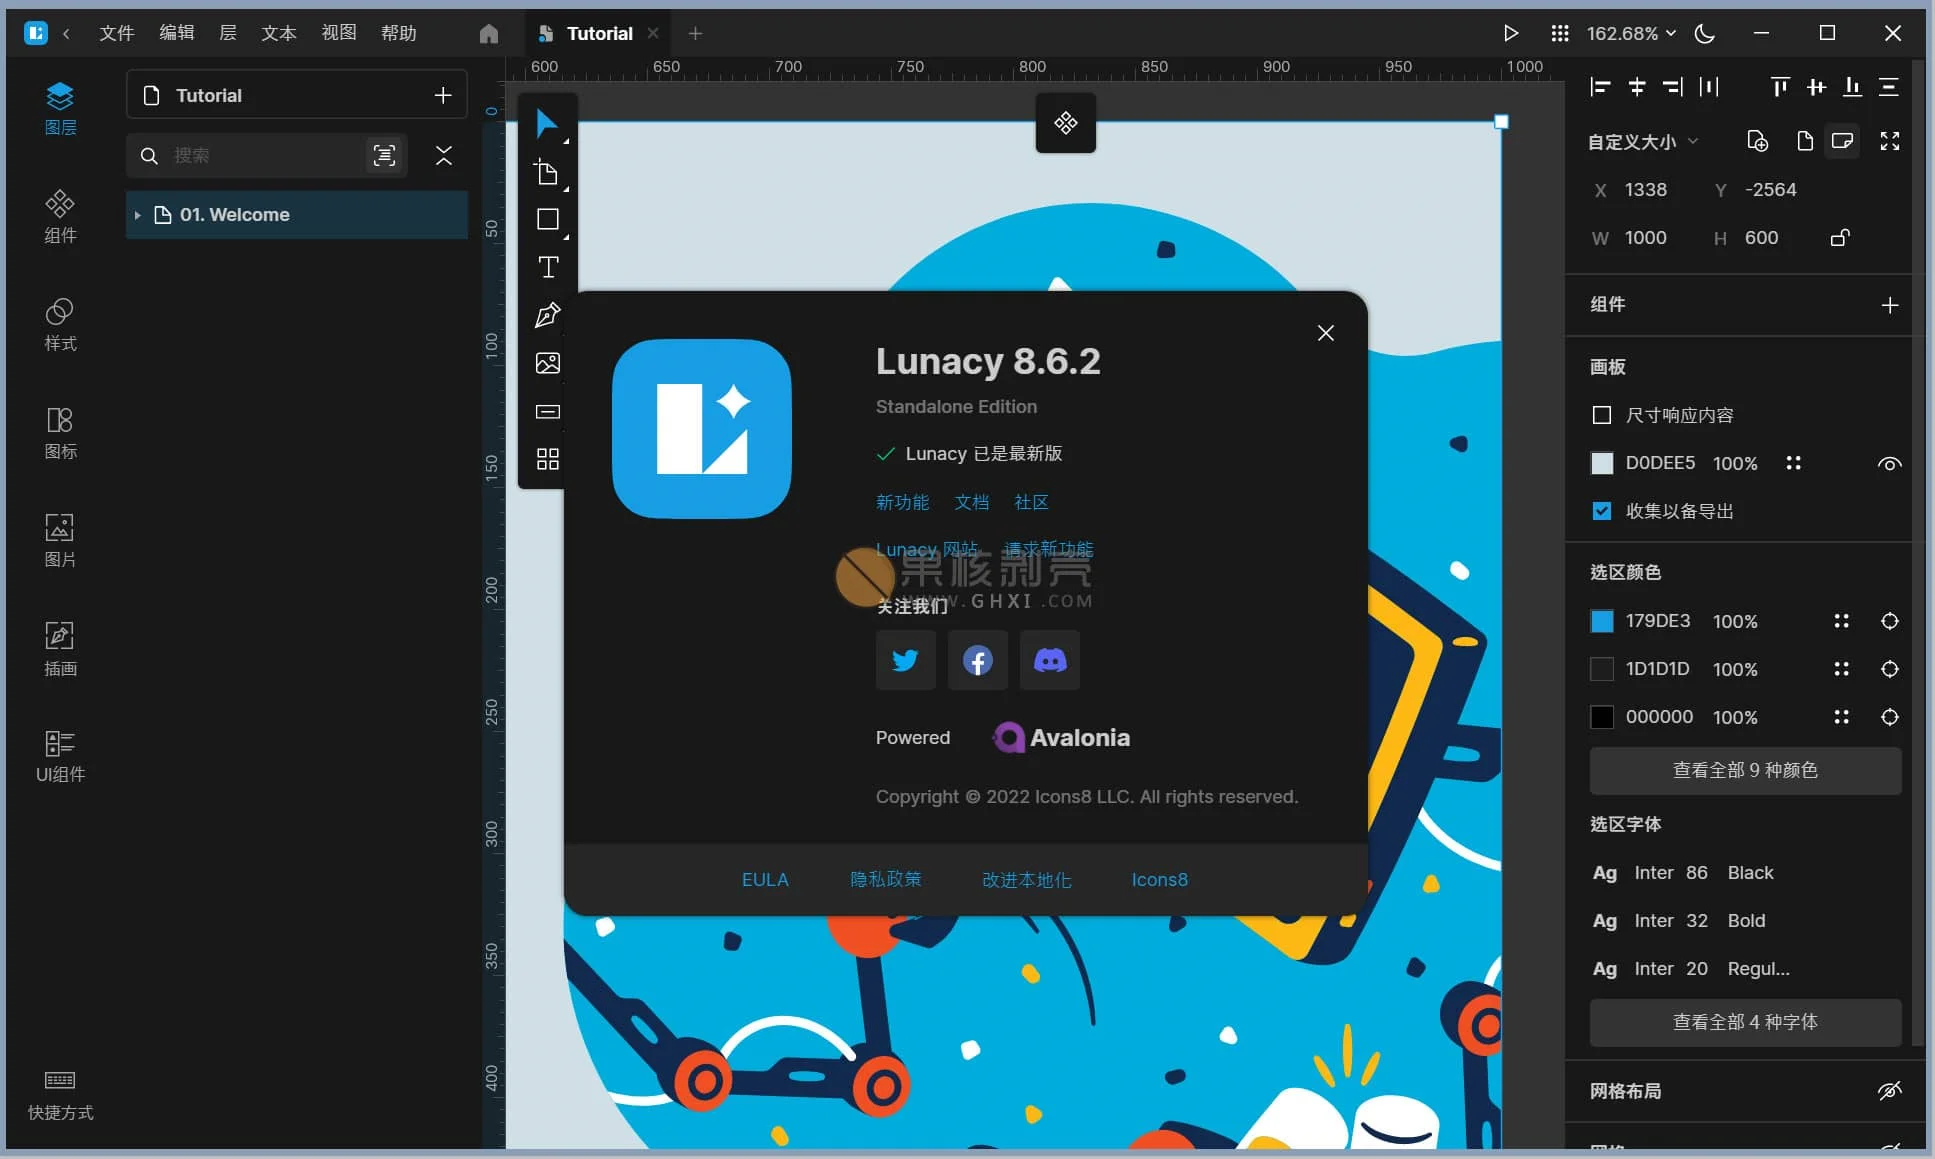 文件 编辑 层 文本 视图 帮助 Tutorial 162.68%
600 650 700 750 800 850 900 950 1000
图层
组件
样式
图标
图片
插画
UI组件
快捷方式
Tutorial
搜索
01. Welcome
0
50
100
150
200
250
300
350
400
Lunacy 8.6.2
Standalone Edition
Lunacy 已是最新版
新功能 文档 社区
Lunacy 网站 请求新功能
果核剥壳
WWW.GHXI.COM
关注我们
Powered Avalonia
Copyright © 2022 Icons8 LLC. All rights reserved.
EULA 隐私政策 改进本地化 Icons8
自定义大小
X 1338 Y -2564
W 1000 H 600
组件
画板
尺寸响应内容
D0DEE5 100%
收集以备导出
选区颜色
179DE3 100%
1D1D1D 100%
000000 100%
查看全部 9 种颜色
选区字体
Ag Inter 86 Black
Ag Inter 32 Bold
Ag Inter 20 Regul...
查看全部 4 种字体
网格布局